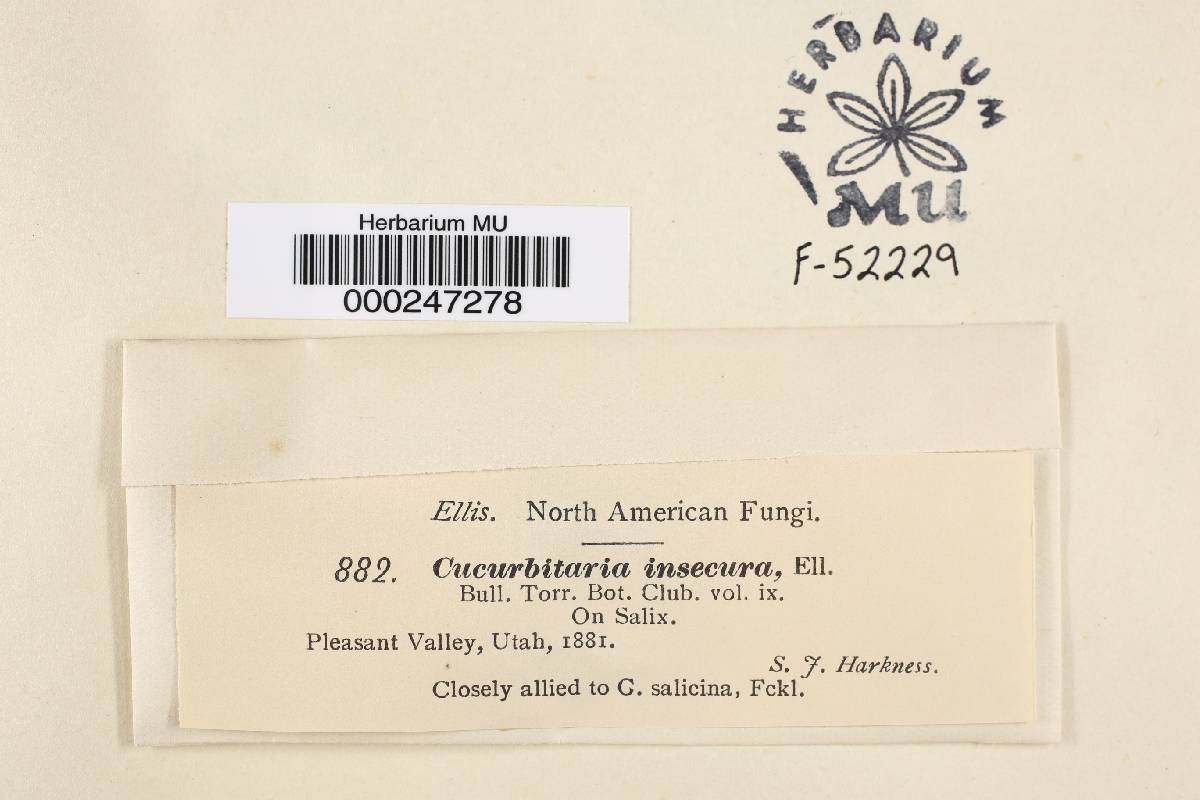 HERBARIUM
MU
F-52229
Herbarium MU
000247278
Ellis. North American Fungi.
882. Cucurbitaria insecura, Ell.
Bull. Torr. Bot. Club. vol. ix.
On Salix.
Pleasant Valley, Utah, 1881.
S. J. Harkness.
Closely allied to C. salicina, Fckl.